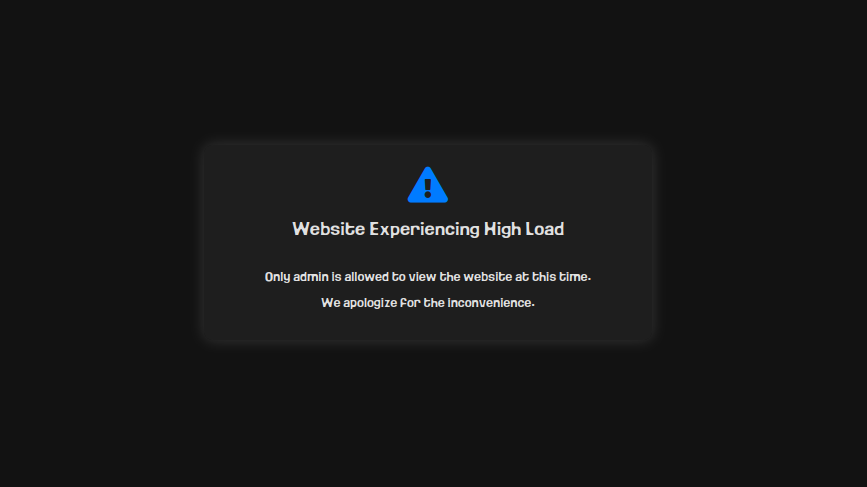 Website Experiencing High Load
Only admin is allowed to view the website at this time.
We apologize for the inconvenience.